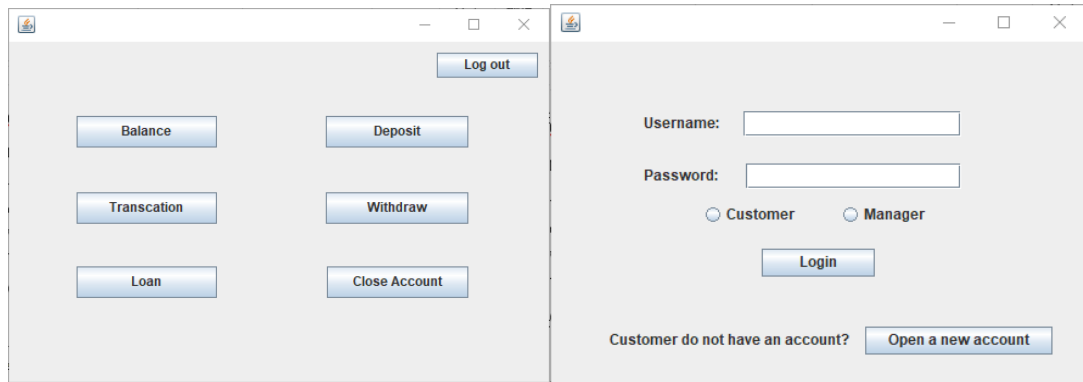 Log out
Balance
Deposit
Transcation
Withdraw
Loan
Close Account
Username:
Password:
Customer
Manager
Login
Customer do not have an account?
Open a new account